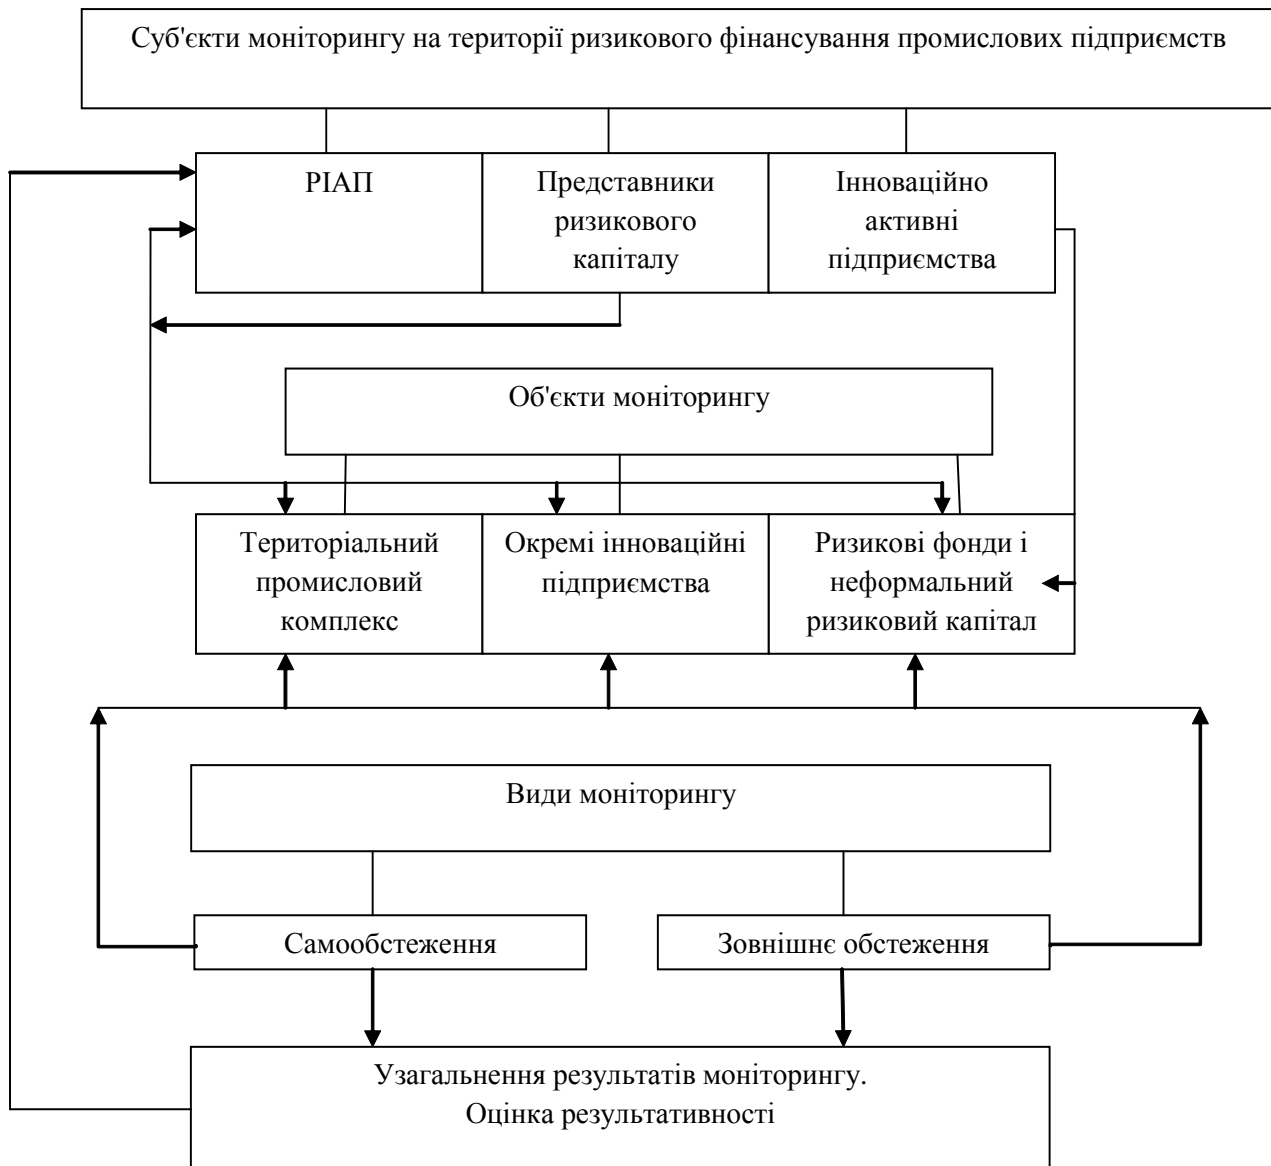 Суб'єкти моніторингу на території ризикового фінансування промислових підприємств
РІАП
Представники
ризикового
капіталу
Інноваційно
активні
підприємства
Об'єкти моніторингу
Територіальний
промисловий
комплекс
Окремі інноваційні
підприємства
Ризикові фонди і
неформальний
ризиковий капітал
Види моніторингу
Самообстеження
Зовнішнє обстеження
Узагальнення результатів моніторингу.
Оцінка результативності